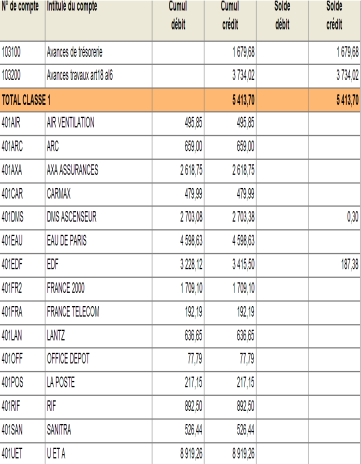 N° de compte Intitulé du compte Cumul débit Cumul crédit Solde débit Solde crédit
103100 Avances de trésorerie 1 679,68 1 679,68
103200 Avances travaux art18 al6 3 734,02 3 734,02
TOTAL CLASSE 1 5 413,70 5 413,70
401AIR AIR VENTILATION 495,85 495,85
401ARC ARC 659,00 659,00
401AXA AXA ASSURANCES 2 618,75 2 618,75
401CAR CARMAX 479,99 479,99
401DMS DMS ASCENSEUR 2 703,08 2 703,38 0,30
401EAU EAU DE PARIS 4 598,63 4 598,63
401EDF EDF 3 228,12 3 415,50 187,38
401FR2 FRANCE 2000 1 709,10 1 709,10
401FRA FRANCE TELECOM 192,19 192,19
401LAN LANTZ 636,65 636,65
401OFF OFFICE DEPOT 77,79 77,79
401POS LA POSTE 217,15 217,15
401RIF RIF 892,50 892,50
401SAN SANITRA 526,44 526,44
401UET U ET A 8 919,26 8 919,26